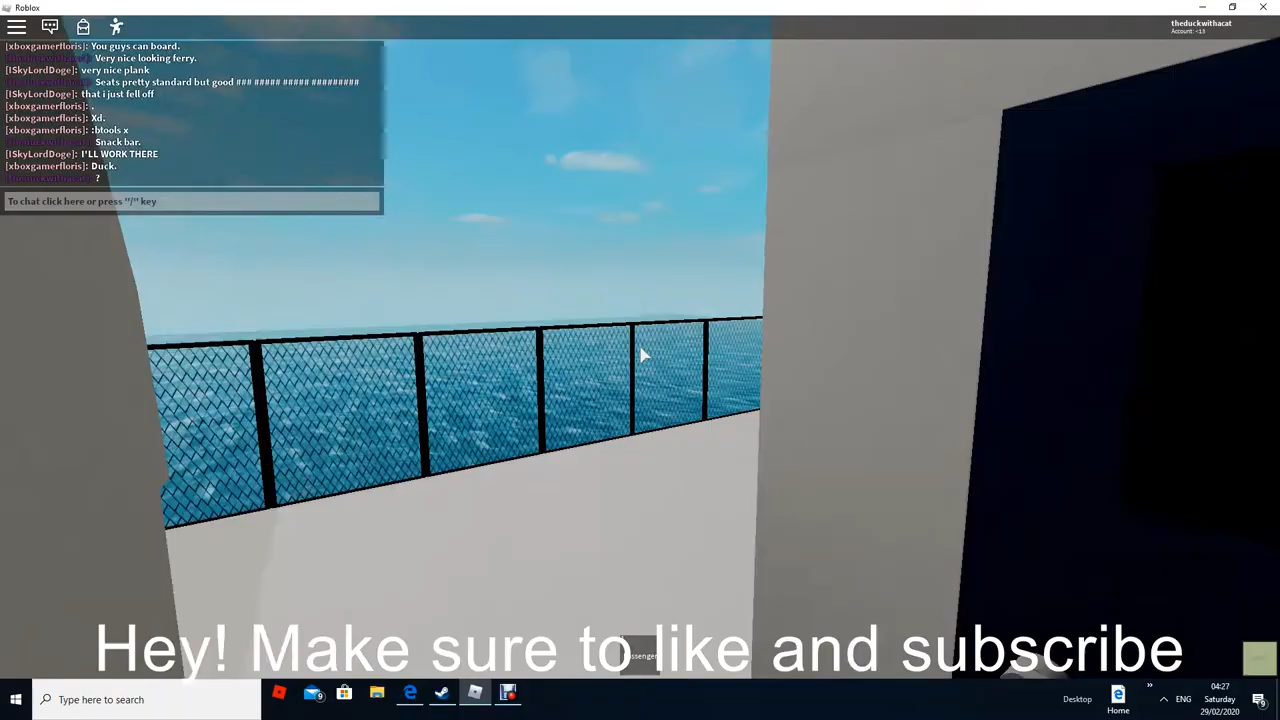 Roblox
theduckwithacat
Account: <13
[xboxgamerfloris]: You guys can board.
Very nice looking ferry.
[ISkyLordDoge]: very nice plank
Seats pretty standard but good ### ##### ##### #########
[ISkyLordDoge]: that i just fell off
[xboxgamerfloris]: .
[xboxgamerfloris]: Xd.
[xboxgamerfloris]: :btools x
Snack bar.
[ISkyLordDoge]: I'LL WORK THERE
[xboxgamerfloris]: Duck.
?
To chat click here or press "/" key
Hey! Make sure to like and subscribe
Type here to search
Desktop
Home
ENG
04:27
Saturday
29/02/2020